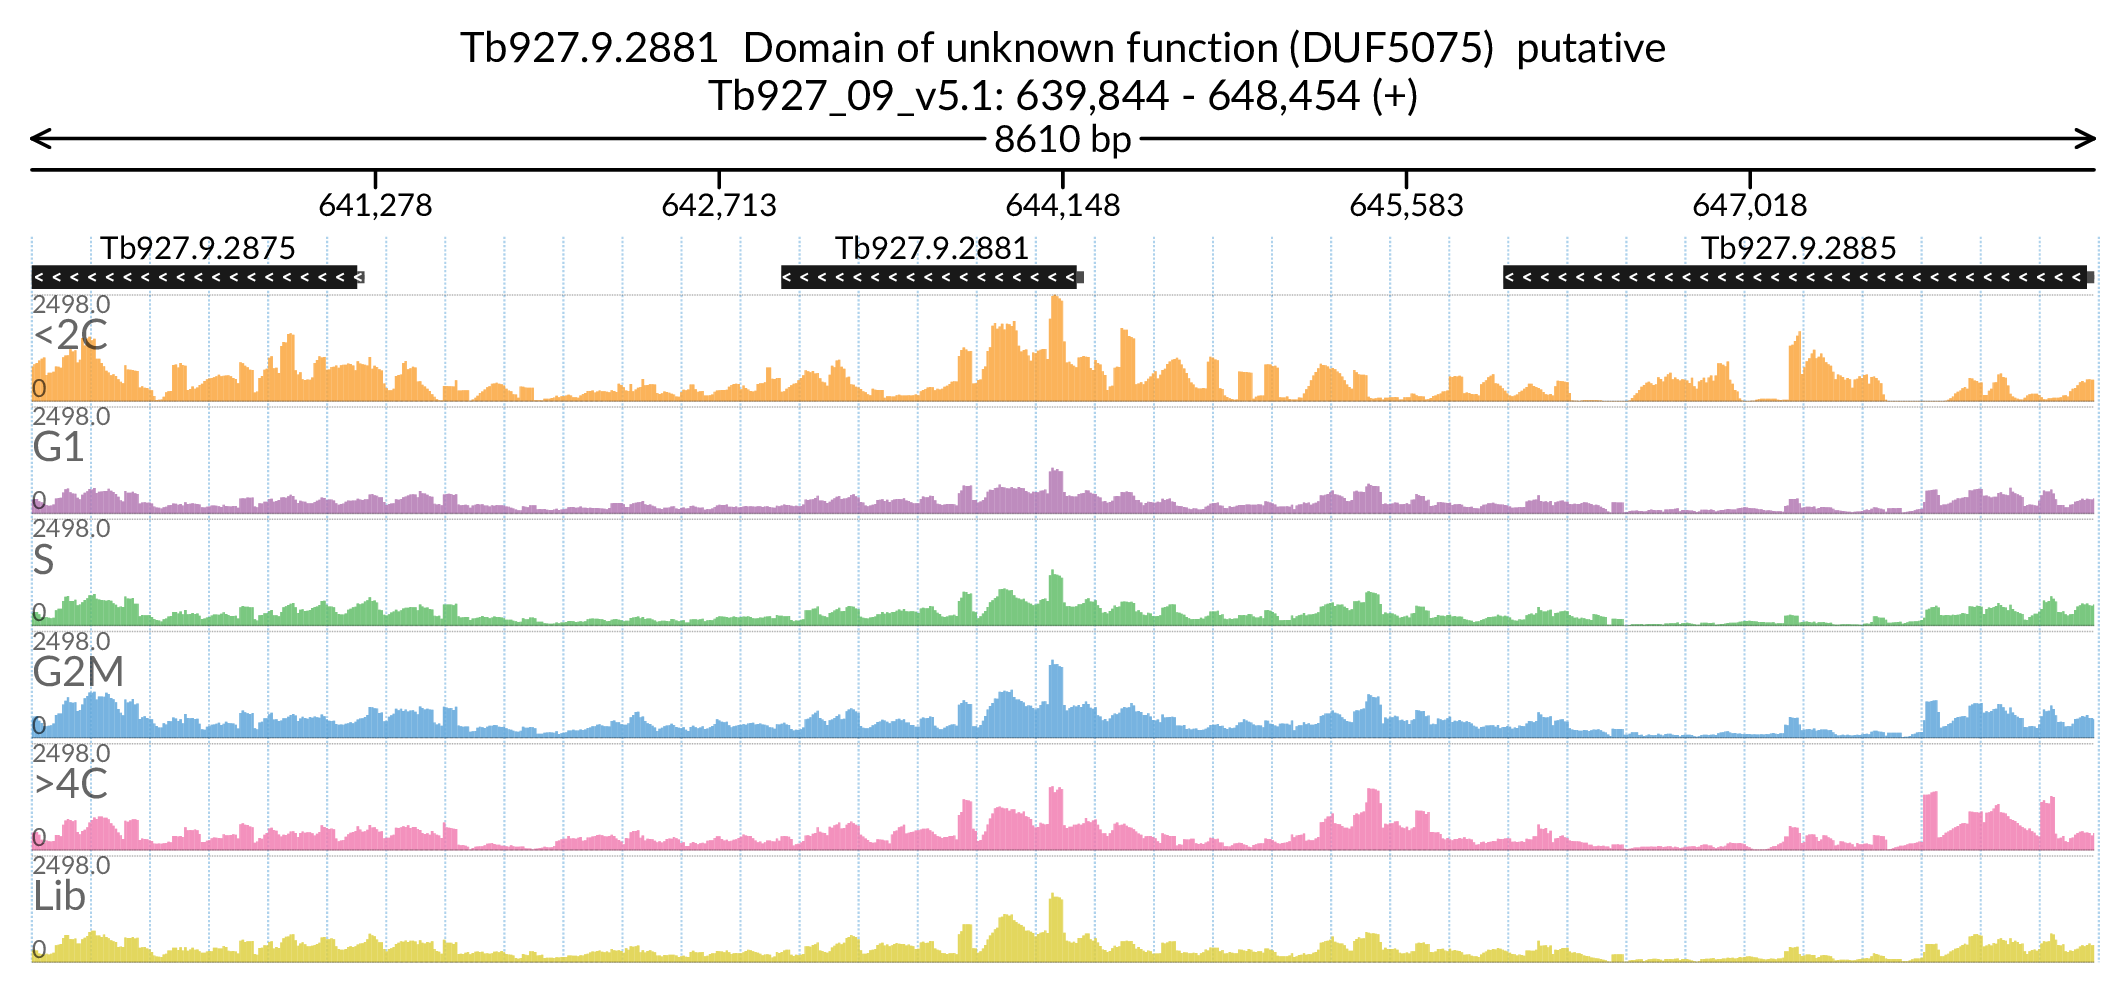 Tb927.9.2881  Domain of unknown function (DUF5075)  putative
Tb927_09_v5.1: 639,844 - 648,454 (+)
8610 bp
641,278 642,713 644,148 645,583 647,018
Tb927.9.2875 Tb927.9.2881 Tb927.9.2885
2498.0
<2C
0
2498.0
G1
0
2498.0
S
0
2498.0
G2M
0
2498.0
>4C
0
2498.0
Lib
0